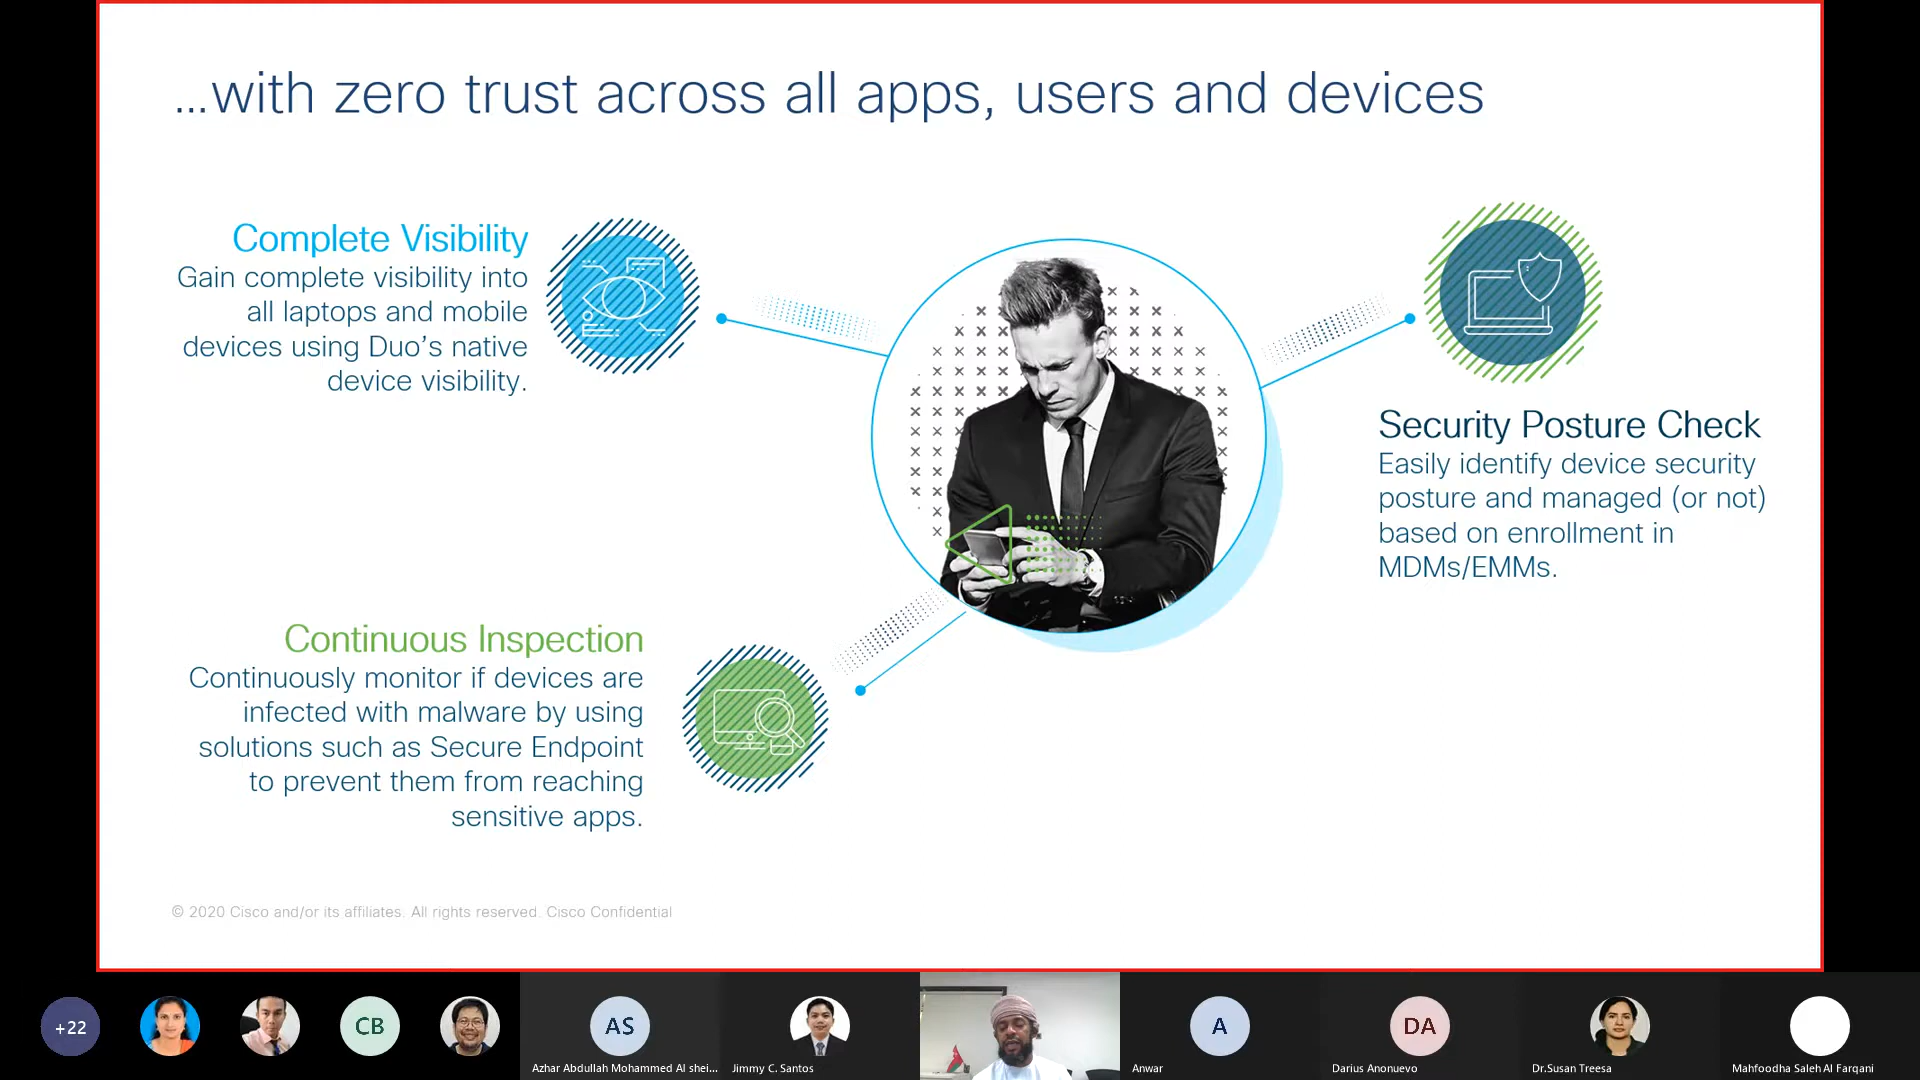 ...with zero trust across all apps, users and devices
Complete Visibility
Gain complete visibility into
all laptops and mobile
devices using Duo's native
device visibility.
Security Posture Check
Easily identify device security
posture and managed (or not)
based on enrollment in
MDMs/EMMs.
Continuous Inspection
Continuously monitor if devices are
infected with malware by using
solutions such as Secure Endpoint
to prevent them from reaching
sensitive apps.
© 2020 Cisco and/or its affiliates. All rights reserved. Cisco Confidential
+22
CB
AS
A
DA
Azhar Abdullah Mohammed Al shei...
Jimmy C. Santos
Anwar
Darius Anonuevo
Dr.Susan Treesa
Mahfoodha Saleh Al Farqani